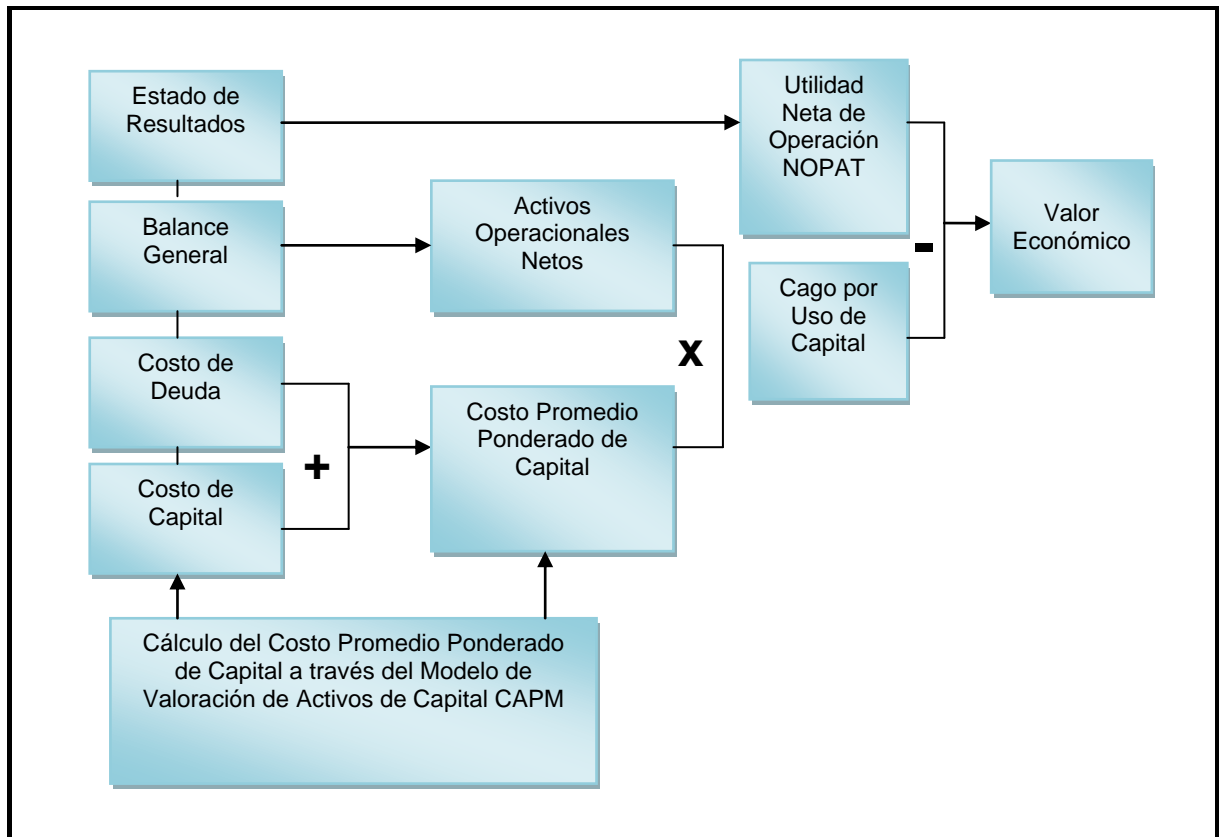 Estado de
Resultados
Utilidad
Neta de
Operación
NOPAT
Balance
General
Activos
Operacionales
Netos
Valor
Económico
-
Cago por
Uso de
Capital
Costo de
Deuda
X
Costo Promedio
Ponderado de
Capital
+
Costo de
Capital
Cálculo del Costo Promedio Ponderado
de Capital a través del Modelo de
Valoración de Activos de Capital CAPM